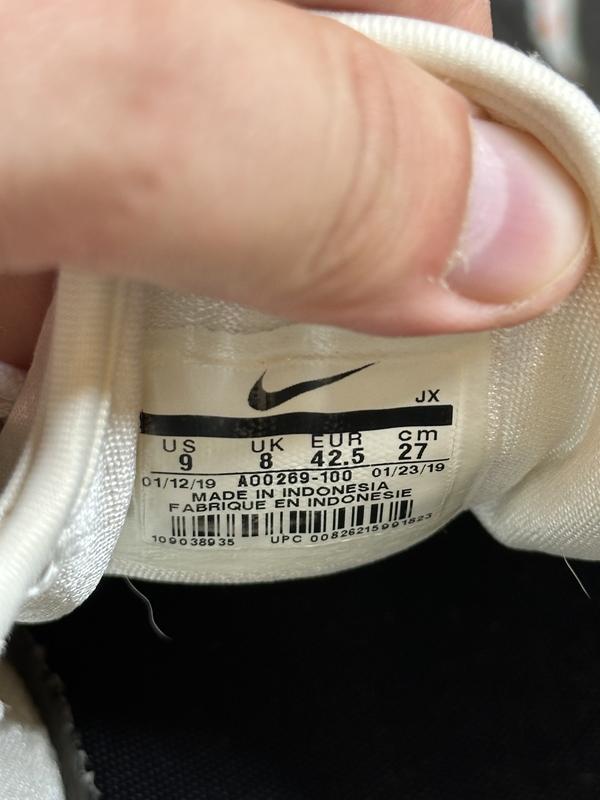 JX
US UK EUR cm
9 8 42.5 27
01/12/19 AO0269-100 01/23/19
MADE IN INDONESIA
FABRIQUE EN INDONESIE
109038935 UPC 00826215991823